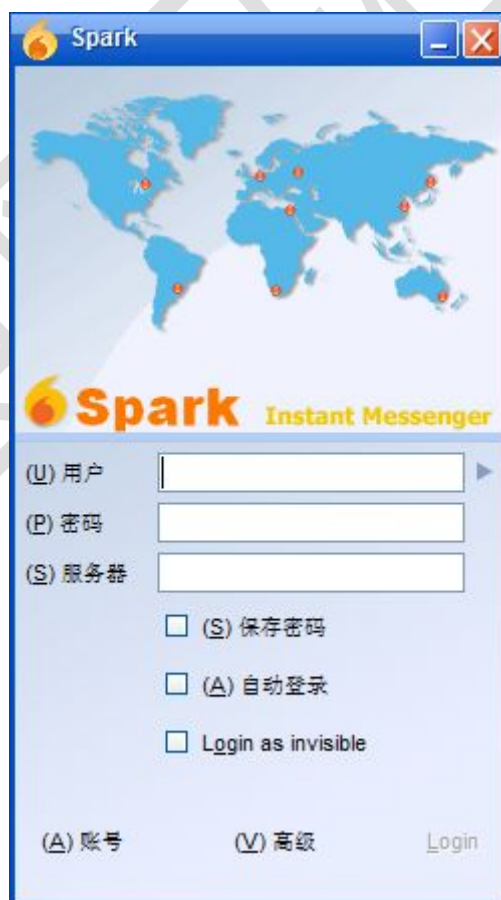 Spark
Spark Instant Messenger
(U) 用户
(P) 密码
(S) 服务器
(S) 保存密码
(A) 自动登录
Login as invisible
(A) 账号 (V) 高级 Login